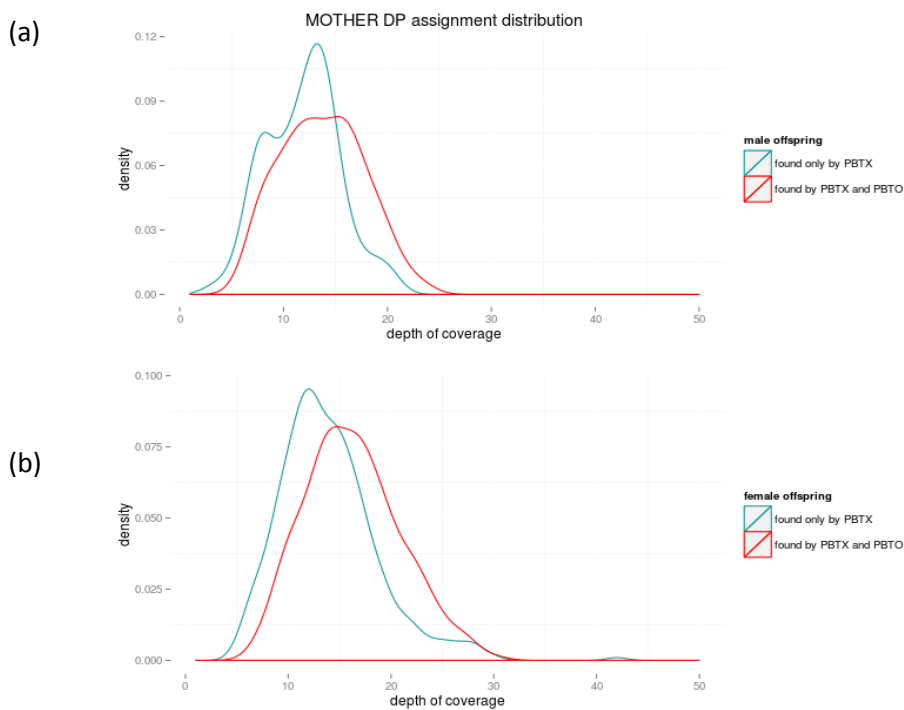 (a)
MOTHER DP assignment distribution
0.12
0.09
0.06
0.03
0.00
density
0 10 20 30 40 50
depth of coverage
male offspring
found only by PBTX
found by PBTX and PBTO
(b)
0.100
0.075
0.050
0.025
0.000
density
0 10 20 30 40 50
depth of coverage
female offspring
found only by PBTX
found by PBTX and PBTO